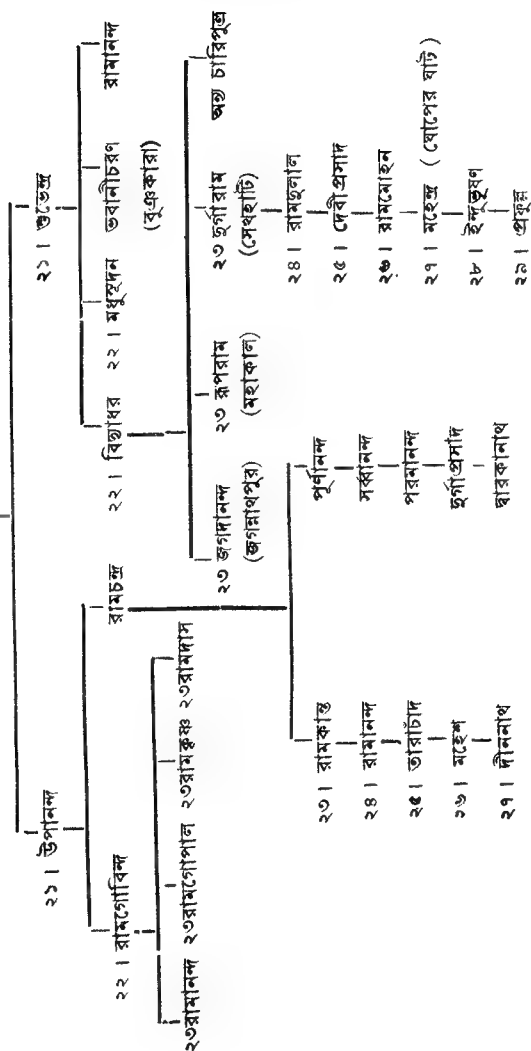 ২১। উপানন্দ ২১। শুভেন্দ্র
২২। রামগোবিন্দ রামচন্দ্র ২২। বিদ্যাধর ২২। মধুসূদন ভবানীচরণ রামানন্দ
(বুঞকারা)
২৩রামানন্দ ২৩রামগোপাল ২৩রামকৃষ্ণ ২৩রামদাস ২৩ জগদানন্দ ২৩ রূপরাম ২৩ দুর্গারাম অন্য চারিপুত্র
(জগন্নাথপুর) (মহাকাল) (সেখহাটি)
২৩। রামকান্ত পূর্ণানন্দ ২৪। রামদুলাল
২৪। রামানন্দ সর্ব্বানন্দ ২৫। দেবীপ্রসাদ
২৫। তারাচাঁদ পরমানন্দ ২৬। রামমোহন
২৬। মহেশ দুর্গাপ্রসাদ ২৭। মহেন্দ্র (ঘোপের ঘাট)
২৭। দীননাথ দ্বারকানাথ ২৮। ইন্দুভূষণ
২৯। প্রফুল্ল